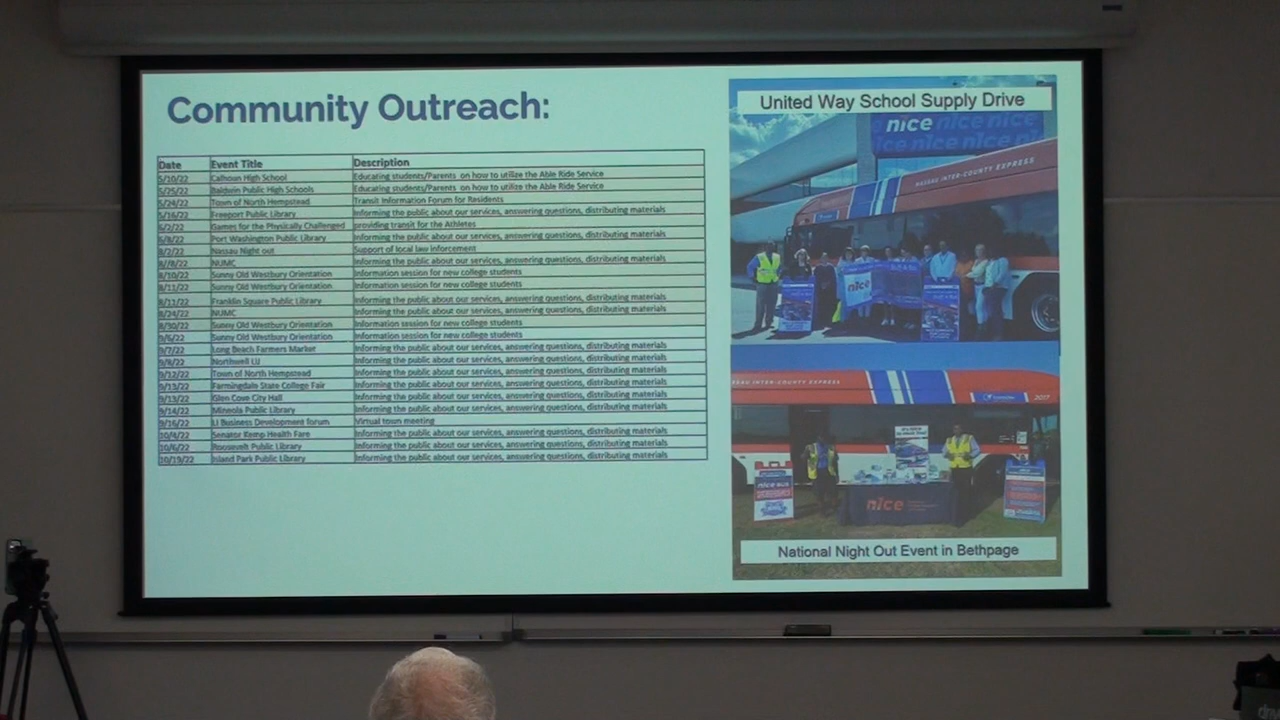 Community Outreach:
Date Event Title Description
5/10/22 Calhoun High School Educating students/Parents on how to utilize the Able Ride Service
5/25/22 Baldwin Public High Schools Educating students/Parents on how to utilize the Able Ride Service
5/24/22 Town of North Hempstead Transit Information Forum for Residents
5/16/22 Freeport Public Library Informing the public about our services, answering questions, distributing materials
6/2/22 Games for the Physically Challenged providing transit for the Athletes
6/8/22 Port Washington Public Library Informing the public about our services, answering questions, distributing materials
8/2/22 Nassau Night out Support of local law inforcement
8/8/22 NUMC Informing the public about our services, answering questions, distributing materials
8/10/22 Sunny Old Westbury Orientation Information session for new college students
8/11/22 Sunny Old Westbury Orientation Information session for new college students
8/12/22 Franklin Square Public Library Informing the public about our services, answering questions, distributing materials
8/24/22 NUMC Informing the public about our services, answering questions, distributing materials
8/30/22 Sunny Old Westbury Orientation Information session for new college students
9/6/22 Sunny Old Westbury Orientation Information session for new college students
9/7/22 Long Beach Farmers Market Informing the public about our services, answering questions, distributing materials
9/8/22 Northwell LIJ Informing the public about our services, answering questions, distributing materials
9/12/22 Town of North Hempstead Informing the public about our services, answering questions, distributing materials
9/13/22 Farmingdale State College Fair Informing the public about our services, answering questions, distributing materials
9/13/22 Glen Cove City Hall Informing the public about our services, answering questions, distributing materials
9/14/22 Mineola Public Library Informing the public about our services, answering questions, distributing materials
9/16/22 LI Business Development forum Virtual town meeting
10/4/22 Senator Kemp Health Fare Informing the public about our services, answering questions, distributing materials
10/6/22 Roosevelt Public Library Informing the public about our services, answering questions, distributing materials
10/19/22 Island Park Public Library Informing the public about our services, answering questions, distributing materials
United Way School Supply Drive
nice nice nice
nice nice
NASSAU INTER-COUNTY EXPRESS
nice
INTER-COUNTY EXPRESS
2017
nice bus
nice
National Night Out Event in Bethpage